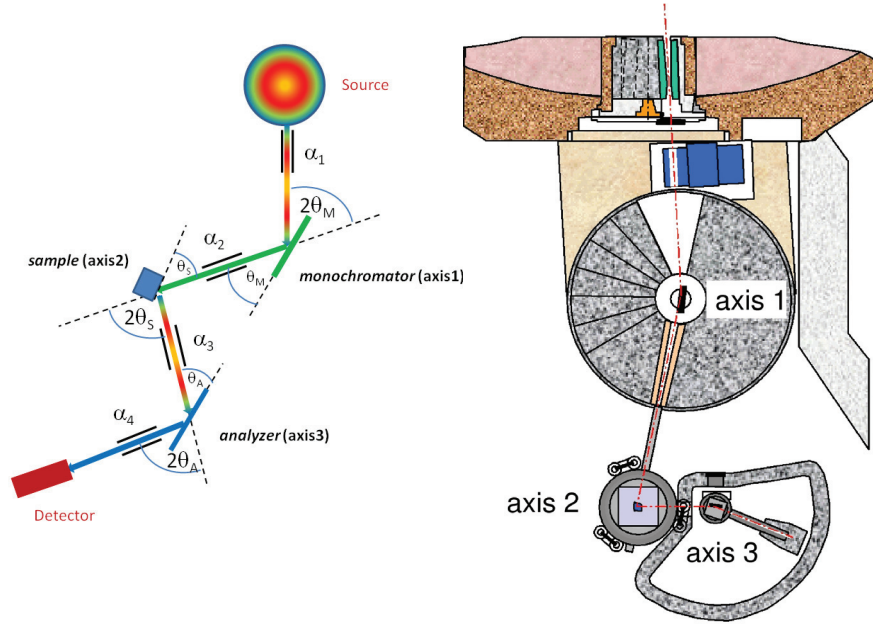 Source
α1
2θM
α2
sample (axis2)
θS
θM
monochromator (axis1)
2θS
α3
θA
α4
analyzer (axis3)
2θA
Detector
axis 1
axis 2
axis 3